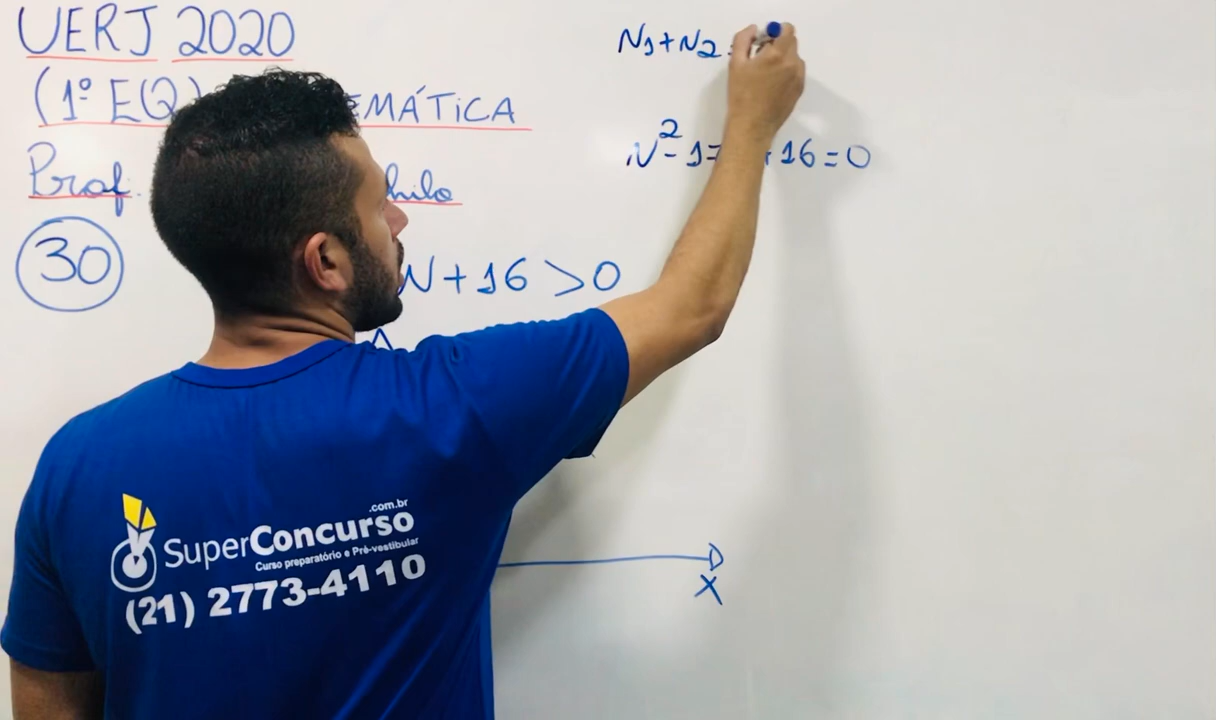 UERJ 2020
(1º EQ) EMÁTICA
Prof.
30
N + 16 > 0
N1 + N2
N² - 1 + 16 = 0
X
.com.br
SuperConcurso
Curso preparatório e Pré-vestibular
(21) 2773-4110